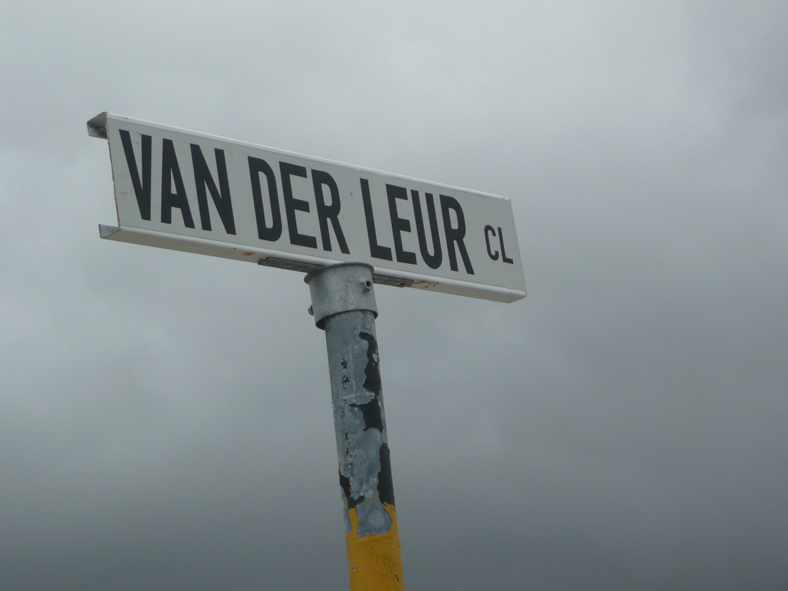 VAN DER LEUR CL